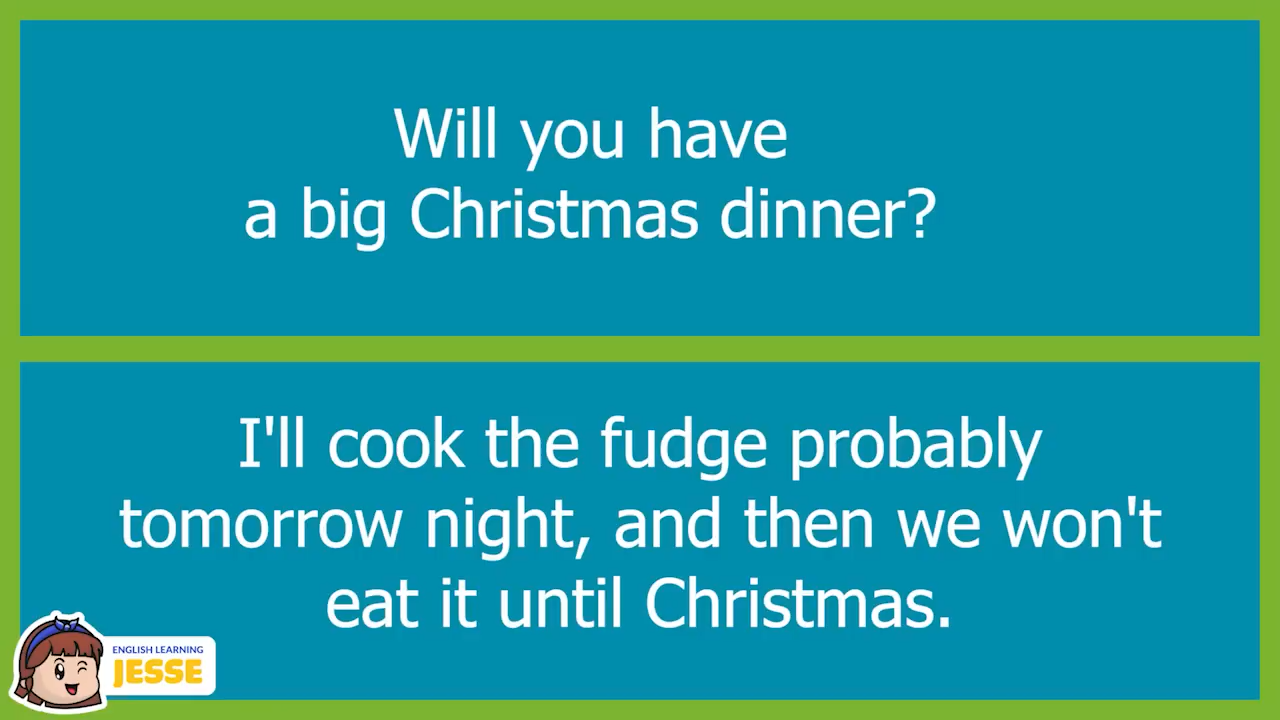 Will you have
a big Christmas dinner?
I'll cook the fudge probably
tomorrow night, and then we won't
eat it until Christmas.
ENGLISH LEARNING
JESSE